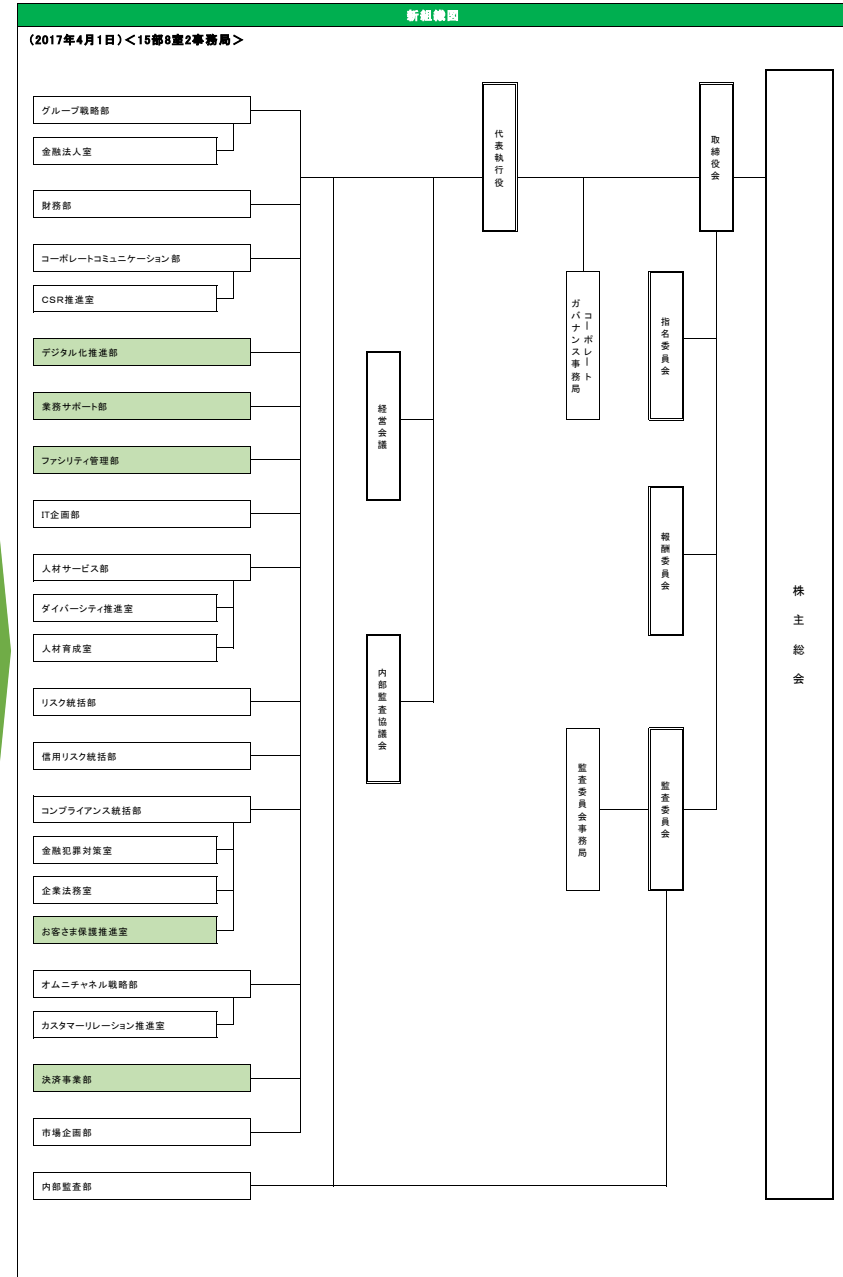 新組織図
(2017年4月1日)<15部8室2事務局>
グループ戦略部
金融法人室
財務部
コーポレートコミュニケーション部
CSR推進室
デジタル化推進部
業務サポート部
ファシリティ管理部
IT企画部
人材サービス部
ダイバーシティ推進室
人材育成室
リスク統括部
信用リスク統括部
コンプライアンス統括部
金融犯罪対策室
企業法務室
お客さま保護推進室
オムニチャネル戦略部
カスタマーリレーション推進室
決済事業部
市場企画部
内部監査部
経営会議
内部監査協議会
代表執行役
コーポレート
ガバナンス事務局
監査委員会事務局
取締役会
指名委員会
報酬委員会
監査委員会
株主総会